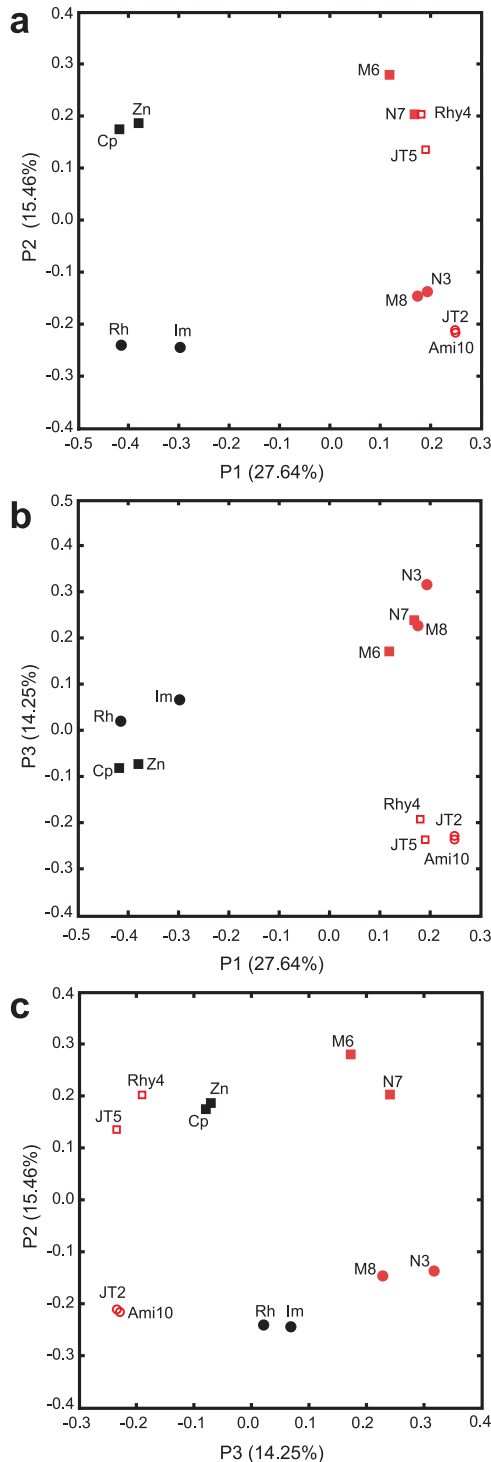 a
0.4
0.3
0.2
0.1
0.0
-0.1
-0.2
-0.3
-0.4
P2 (15.46%)
M6
N7
Rhy4
JT5
Zn
Cp
N3
M8
JT2
Ami10
Rh
Im
-0.5
-0.4
-0.3
-0.2
-0.1
0.0
0.1
0.2
0.3
P1 (27.64%)
b
0.5
0.4
0.3
0.2
0.1
0.0
-0.1
-0.2
-0.3
-0.4
P3 (14.25%)
N3
N7
M8
M6
Im
Rh
Cp
Zn
Rhy4
JT2
JT5
Ami10
-0.5
-0.4
-0.3
-0.2
-0.1
0.0
0.1
0.2
0.3
P1 (27.64%)
c
0.4
0.3
0.2
0.1
0.0
-0.1
-0.2
-0.3
-0.4
P2 (15.46%)
M6
N7
Rhy4
Zn
JT5
Cp
N3
M8
JT2
Ami10
Rh
Im
-0.3
-0.2
-0.1
0.0
0.1
0.2
0.3
0.4
P3 (14.25%)